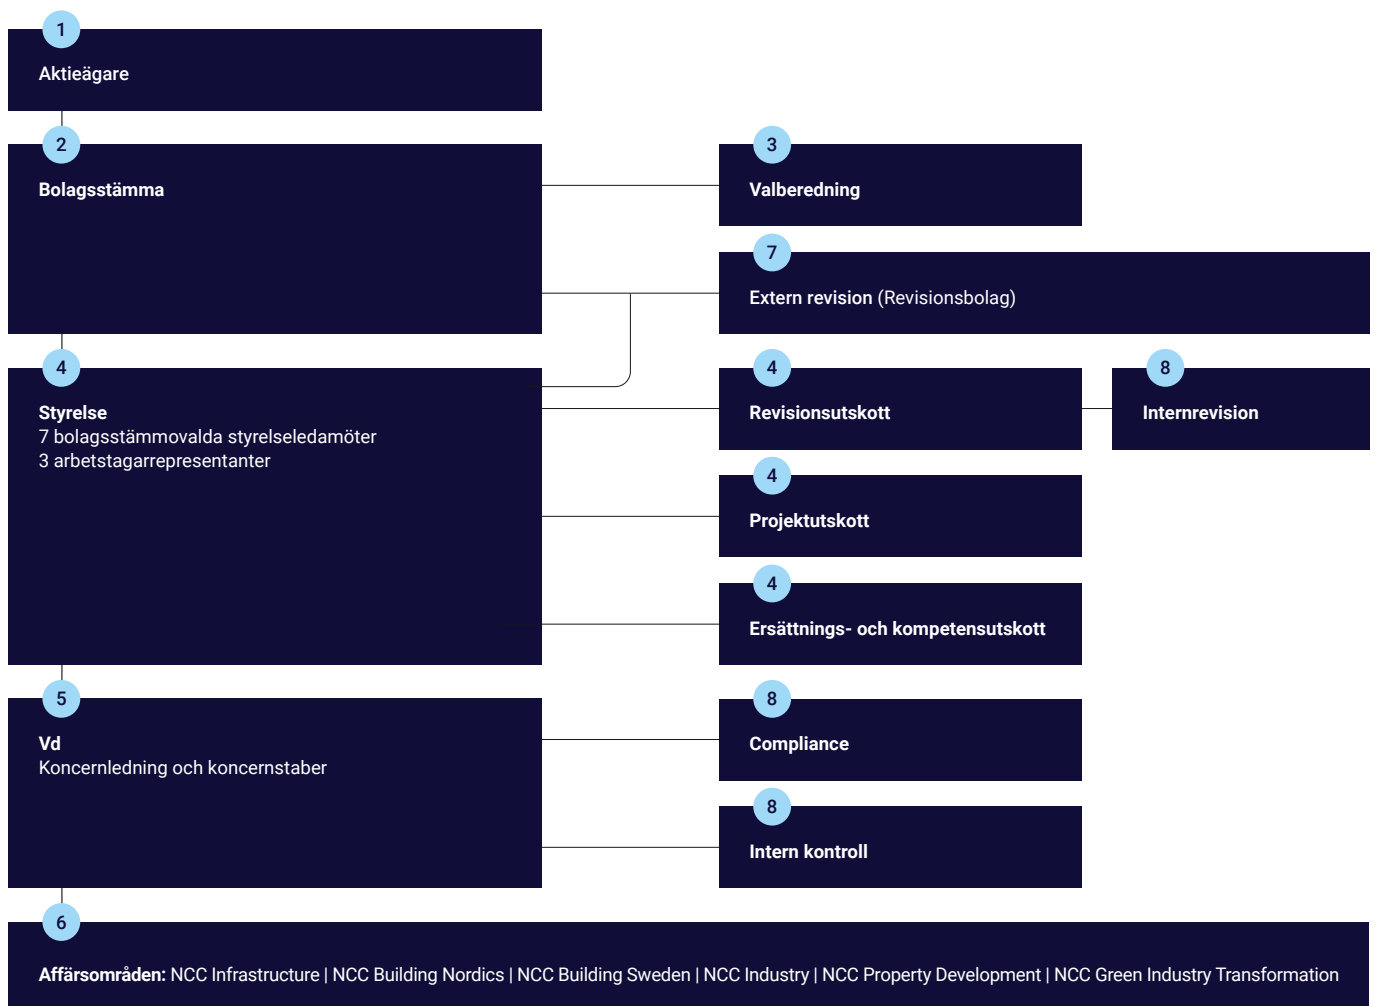 1
Aktieägare
2
Bolagsstämma
3
Valberedning
7
Extern revision (Revisionsbolag)
4
Styrelse
7 bolagsstämmovalda styrelseledamöter
3 arbetstagarrepresentanter
4
Revisionsutskott
8
Internrevision
4
Projektutskott
4
Ersättnings- och kompetensutskott
5
Vd
Koncernledning och koncernstaber
8
Compliance
8
Intern kontroll
6
Affärsområden: NCC Infrastructure | NCC Building Nordics | NCC Building Sweden | NCC Industry | NCC Property Development | NCC Green Industry Transformation